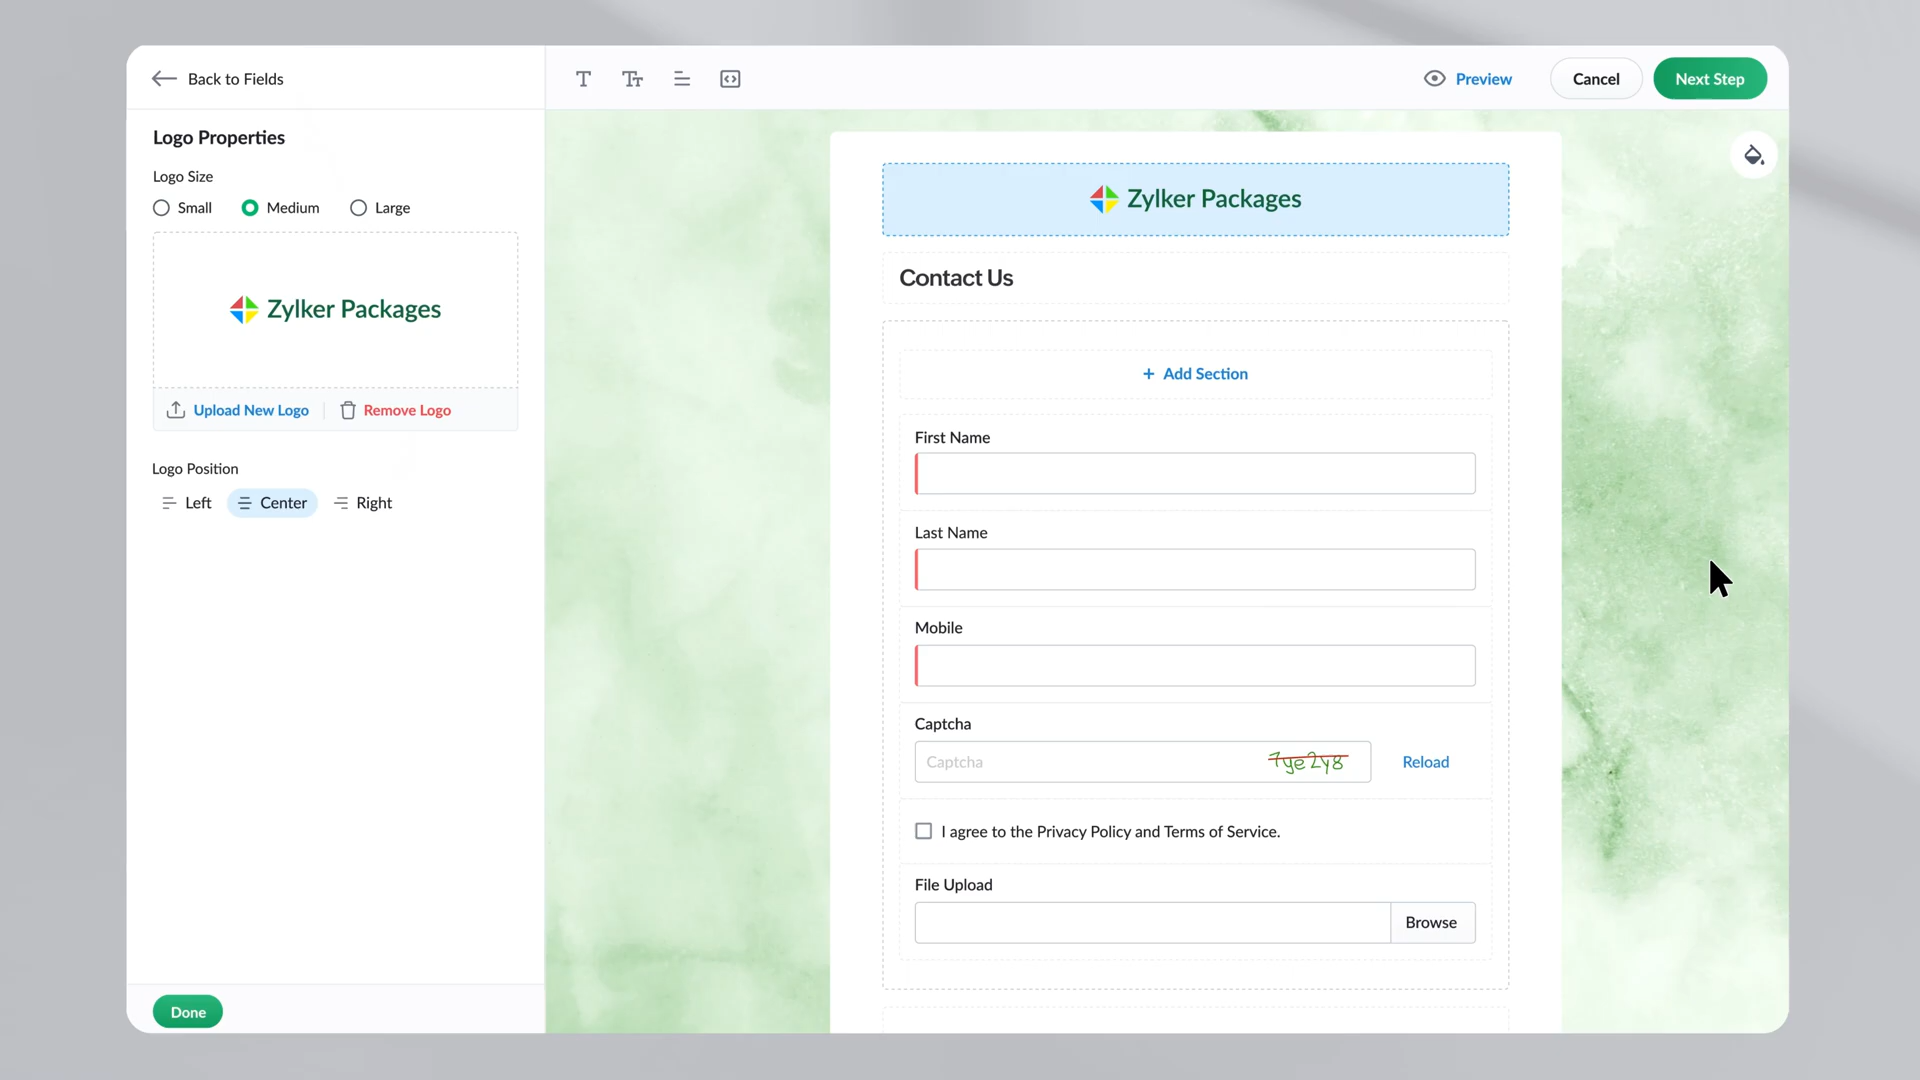 Back to Fields
Preview
Cancel
Next Step
Logo Properties
Logo Size
Small Medium Large
Zylker Packages
Upload New Logo Remove Logo
Logo Position
Left Center Right
Done
Zylker Packages
Contact Us
+ Add Section
First Name
Last Name
Mobile
Captcha
Captcha 7ye2y8 Reload
I agree to the Privacy Policy and Terms of Service.
File Upload
Browse